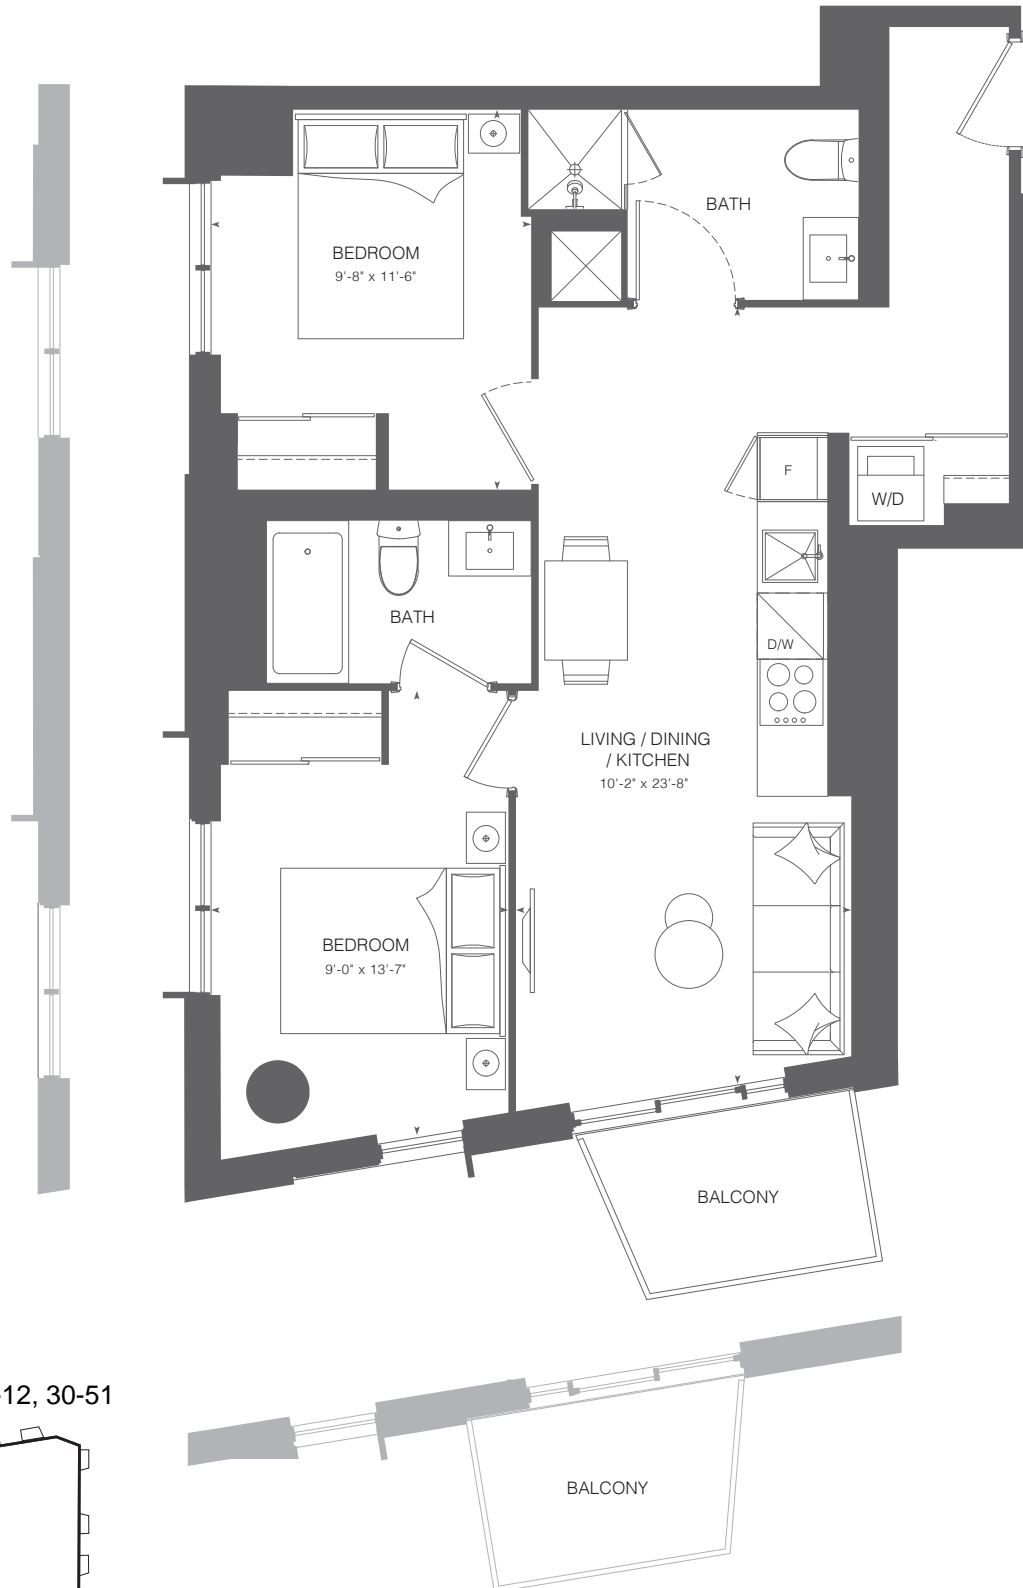 BATH
BEDROOM
9'-8" x 11'-6"
F
W/D
BATH
D/W
LIVING / DINING
/ KITCHEN
10'-2" x 23'-8"
BEDROOM
9'-0" x 13'-7"
BALCONY
12, 30-51
BALCONY